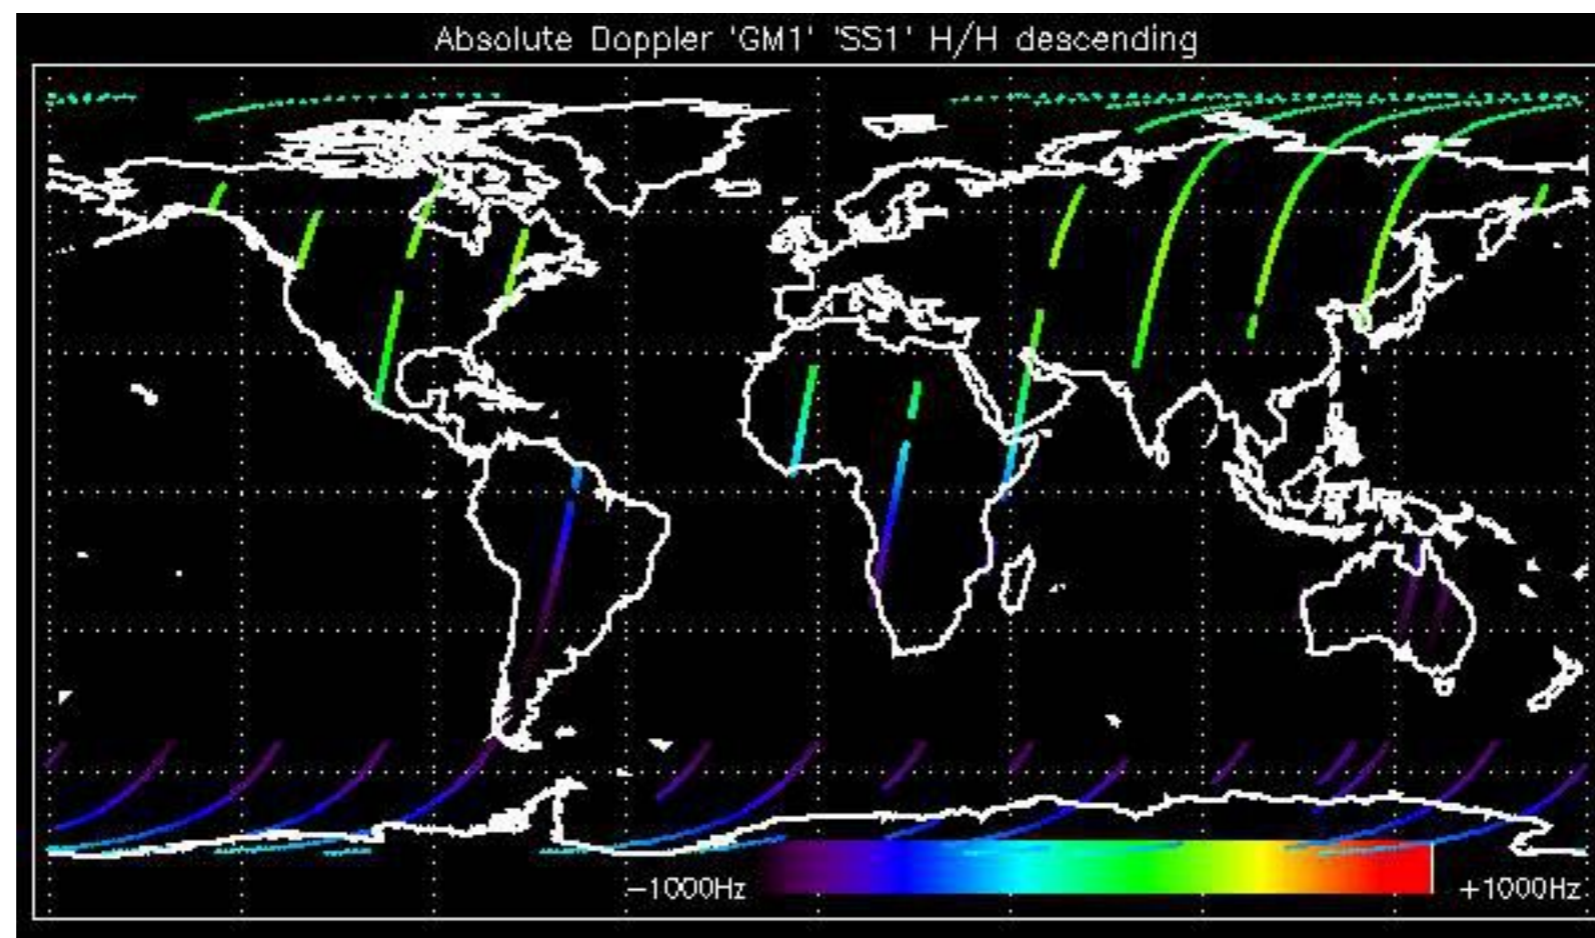 Absolute Doppler 'GM1' 'SS1' H/H descending
-1000Hz
+1000Hz